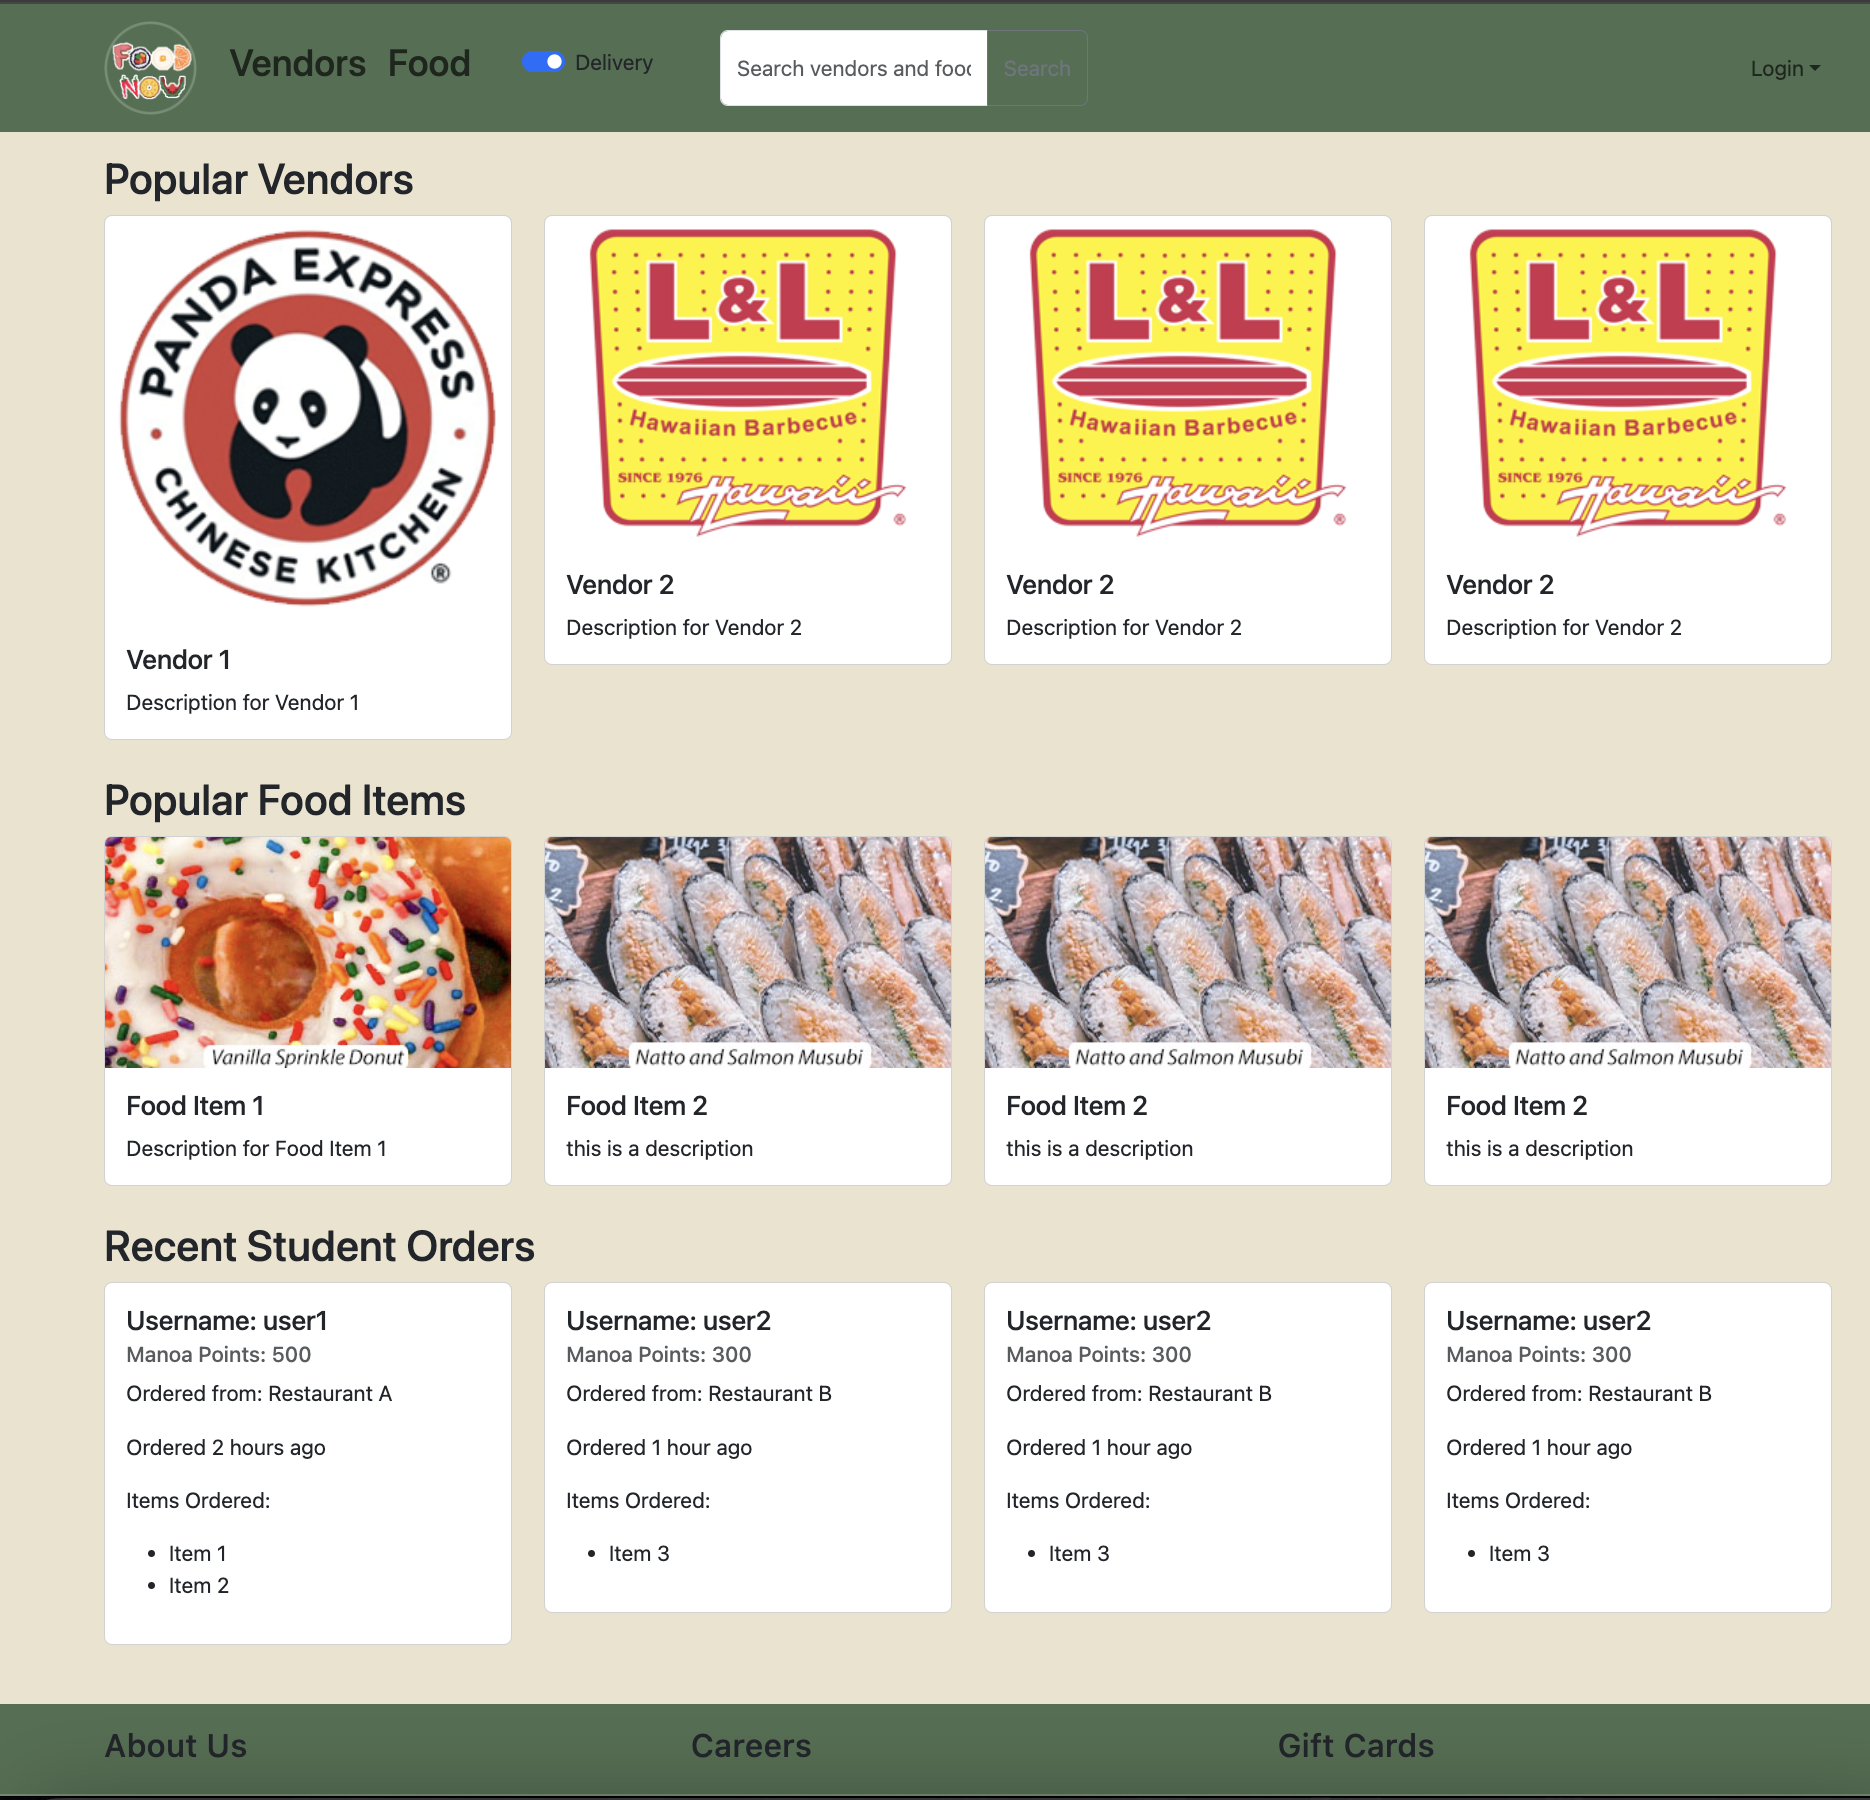 FOOD
NOW
Vendors Food Delivery Search vendors and food Search Login
Popular Vendors
PANDA EXPRESS
CHINESE KITCHEN
®
Vendor 1
Description for Vendor 1
L&L
Hawaiian Barbecue
SINCE 1976
Hawaii
®
Vendor 2
Description for Vendor 2
L&L
Hawaiian Barbecue
SINCE 1976
Hawaii
®
Vendor 2
Description for Vendor 2
L&L
Hawaiian Barbecue
SINCE 1976
Hawaii
®
Vendor 2
Description for Vendor 2
Popular Food Items
Vanilla Sprinkle Donut
Food Item 1
Description for Food Item 1
Natto and Salmon Musubi
Food Item 2
this is a description
Natto and Salmon Musubi
Food Item 2
this is a description
Natto and Salmon Musubi
Food Item 2
this is a description
Recent Student Orders
Username: user1
Manoa Points: 500
Ordered from: Restaurant A
Ordered 2 hours ago
Items Ordered:
• Item 1
• Item 2
Username: user2
Manoa Points: 300
Ordered from: Restaurant B
Ordered 1 hour ago
Items Ordered:
• Item 3
Username: user2
Manoa Points: 300
Ordered from: Restaurant B
Ordered 1 hour ago
Items Ordered:
• Item 3
Username: user2
Manoa Points: 300
Ordered from: Restaurant B
Ordered 1 hour ago
Items Ordered:
• Item 3
About Us Careers Gift Cards